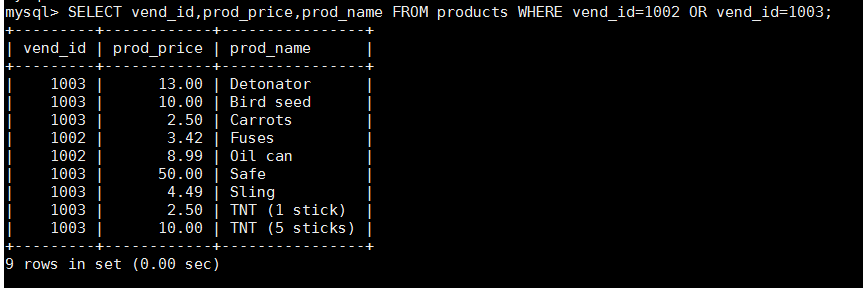 mysql> SELECT vend_id,prod_price,prod_name FROM products WHERE vend_id=1002 OR vend_id=1003;
+---------+------------+----------------+
| vend_id | prod_price | prod_name      |
+---------+------------+----------------+
|    1003 |      13.00 | Detonator      |
|    1003 |      10.00 | Bird seed      |
|    1003 |       2.50 | Carrots        |
|    1002 |       3.42 | Fuses          |
|    1002 |       8.99 | Oil can        |
|    1003 |      50.00 | Safe           |
|    1003 |       4.49 | Sling          |
|    1003 |       2.50 | TNT (1 stick)  |
|    1003 |      10.00 | TNT (5 sticks) |
+---------+------------+----------------+
9 rows in set (0.00 sec)